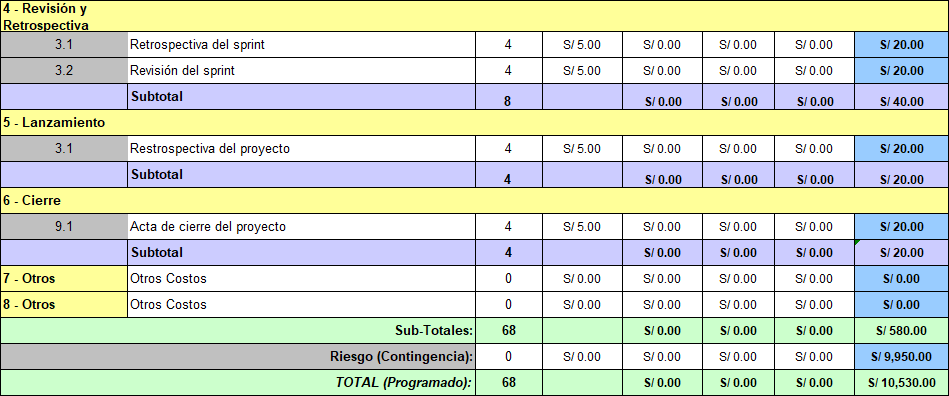 4 - Revisión y
Retrospectiva
3.1 Retrospectiva del sprint 4 S/ 5.00 S/ 0.00 S/ 0.00 S/ 0.00 S/ 20.00
3.2 Revisión del sprint 4 S/ 5.00 S/ 0.00 S/ 0.00 S/ 0.00 S/ 20.00
Subtotal 8 S/ 0.00 S/ 0.00 S/ 0.00 S/ 40.00
5 - Lanzamiento
3.1 Restrospectiva del proyecto 4 S/ 5.00 S/ 0.00 S/ 0.00 S/ 0.00 S/ 20.00
Subtotal 4 S/ 0.00 S/ 0.00 S/ 0.00 S/ 20.00
6 - Cierre
9.1 Acta de cierre del proyecto 4 S/ 5.00 S/ 0.00 S/ 0.00 S/ 0.00 S/ 20.00
Subtotal 4 S/ 0.00 S/ 0.00 S/ 0.00 S/ 20.00
7 - Otros Otros Costos 0 S/ 0.00 S/ 0.00 S/ 0.00 S/ 0.00 S/ 0.00
8 - Otros Otros Costos 0 S/ 0.00 S/ 0.00 S/ 0.00 S/ 0.00 S/ 0.00
Sub-Totales: 68 S/ 0.00 S/ 0.00 S/ 0.00 S/ 580.00
Riesgo (Contingencia): 0 S/ 0.00 S/ 0.00 S/ 0.00 S/ 0.00 S/ 9,950.00
TOTAL (Programado): 68 S/ 0.00 S/ 0.00 S/ 0.00 S/ 10,530.00